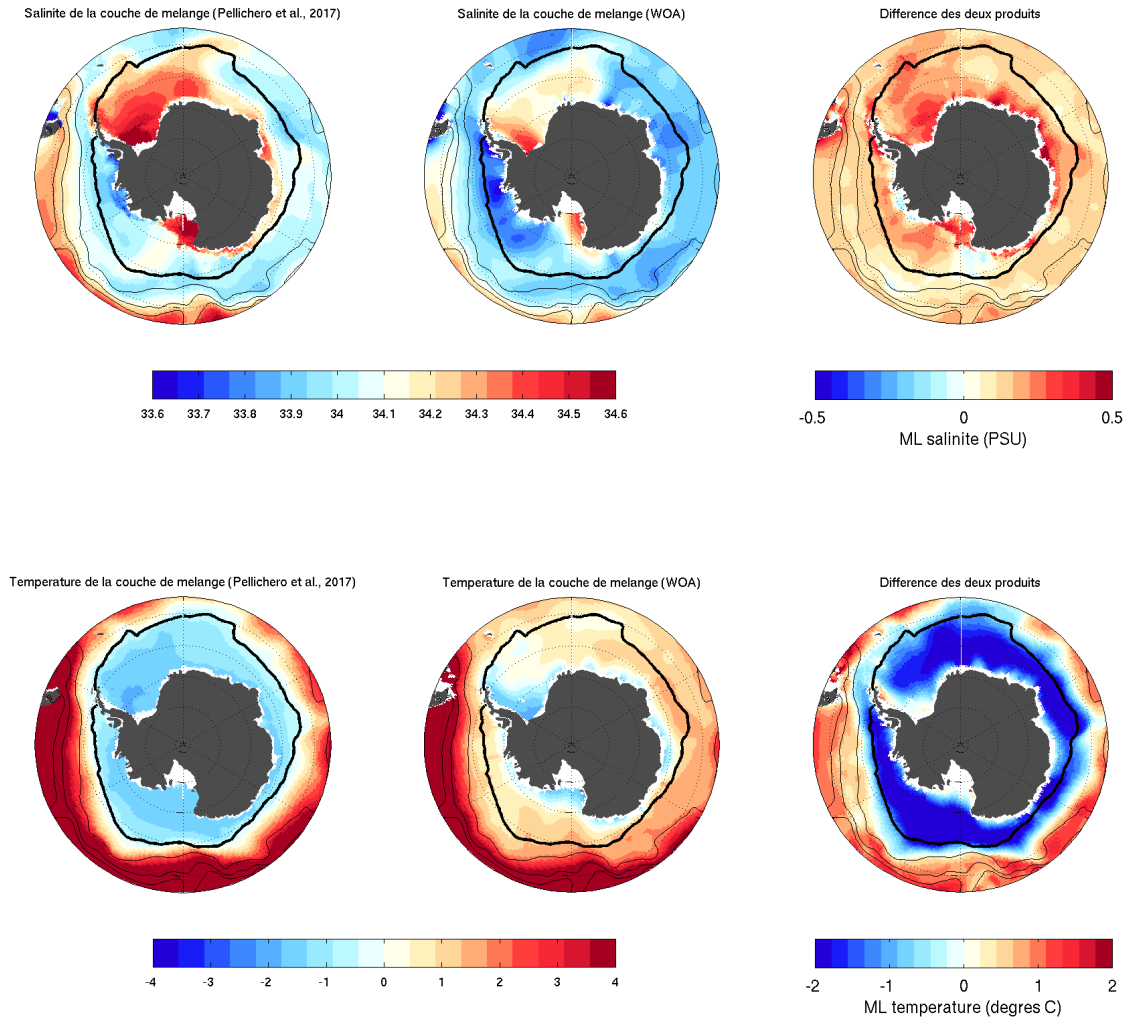 Salinite de la couche de melange (Pellichero et al., 2017)
Salinite de la couche de melange (WOA)
Difference des deux produits
33.6 33.7 33.8 33.9 34 34.1 34.2 34.3 34.4 34.5 34.6
-0.5 0 0.5
ML salinite (PSU)
Temperature de la couche de melange (Pellichero et al., 2017)
Temperature de la couche de melange (WOA)
Difference des deux produits
-4 -3 -2 -1 0 1 2 3 4
-2 -1 0 1 2
ML temperature (degres C)